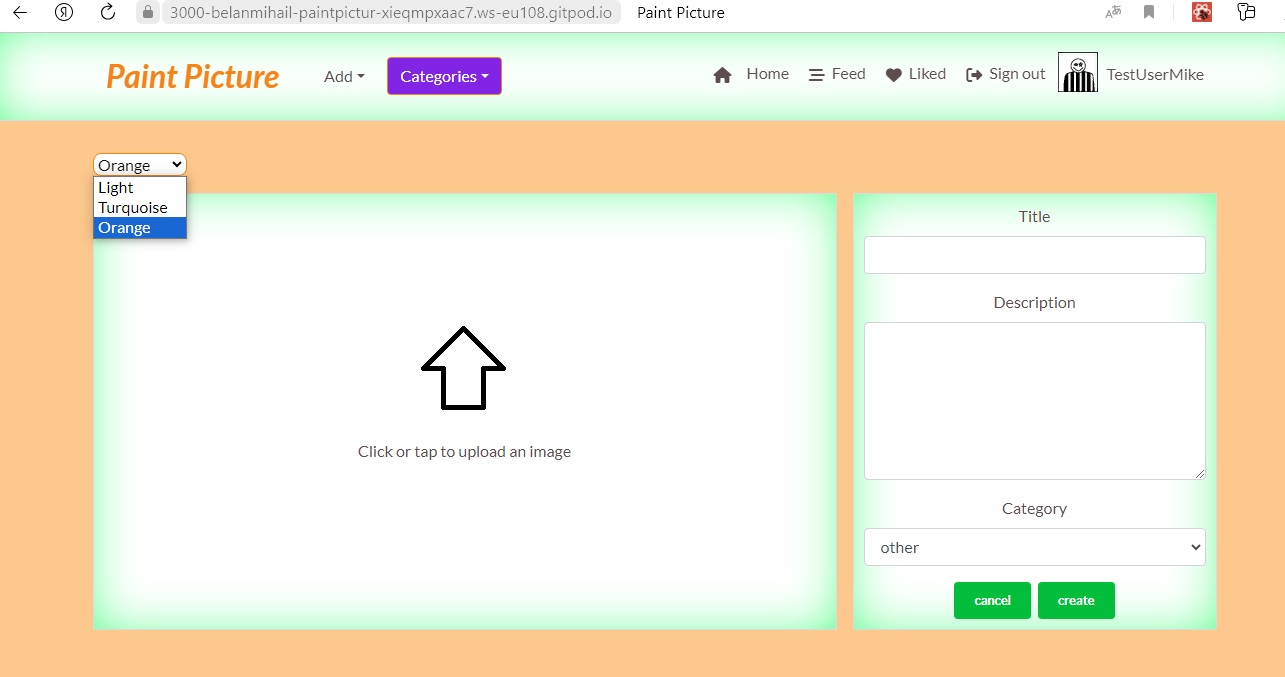 3000-belanmihail-paintpictur-xieqmpxaac7.ws-eu108.gitpod.io Paint Picture
Paint Picture Add Categories Home Feed Liked Sign out TestUserMike
Orange
Light
Turquoise
Orange
Click or tap to upload an image
Title
Description
Category
other
cancel create